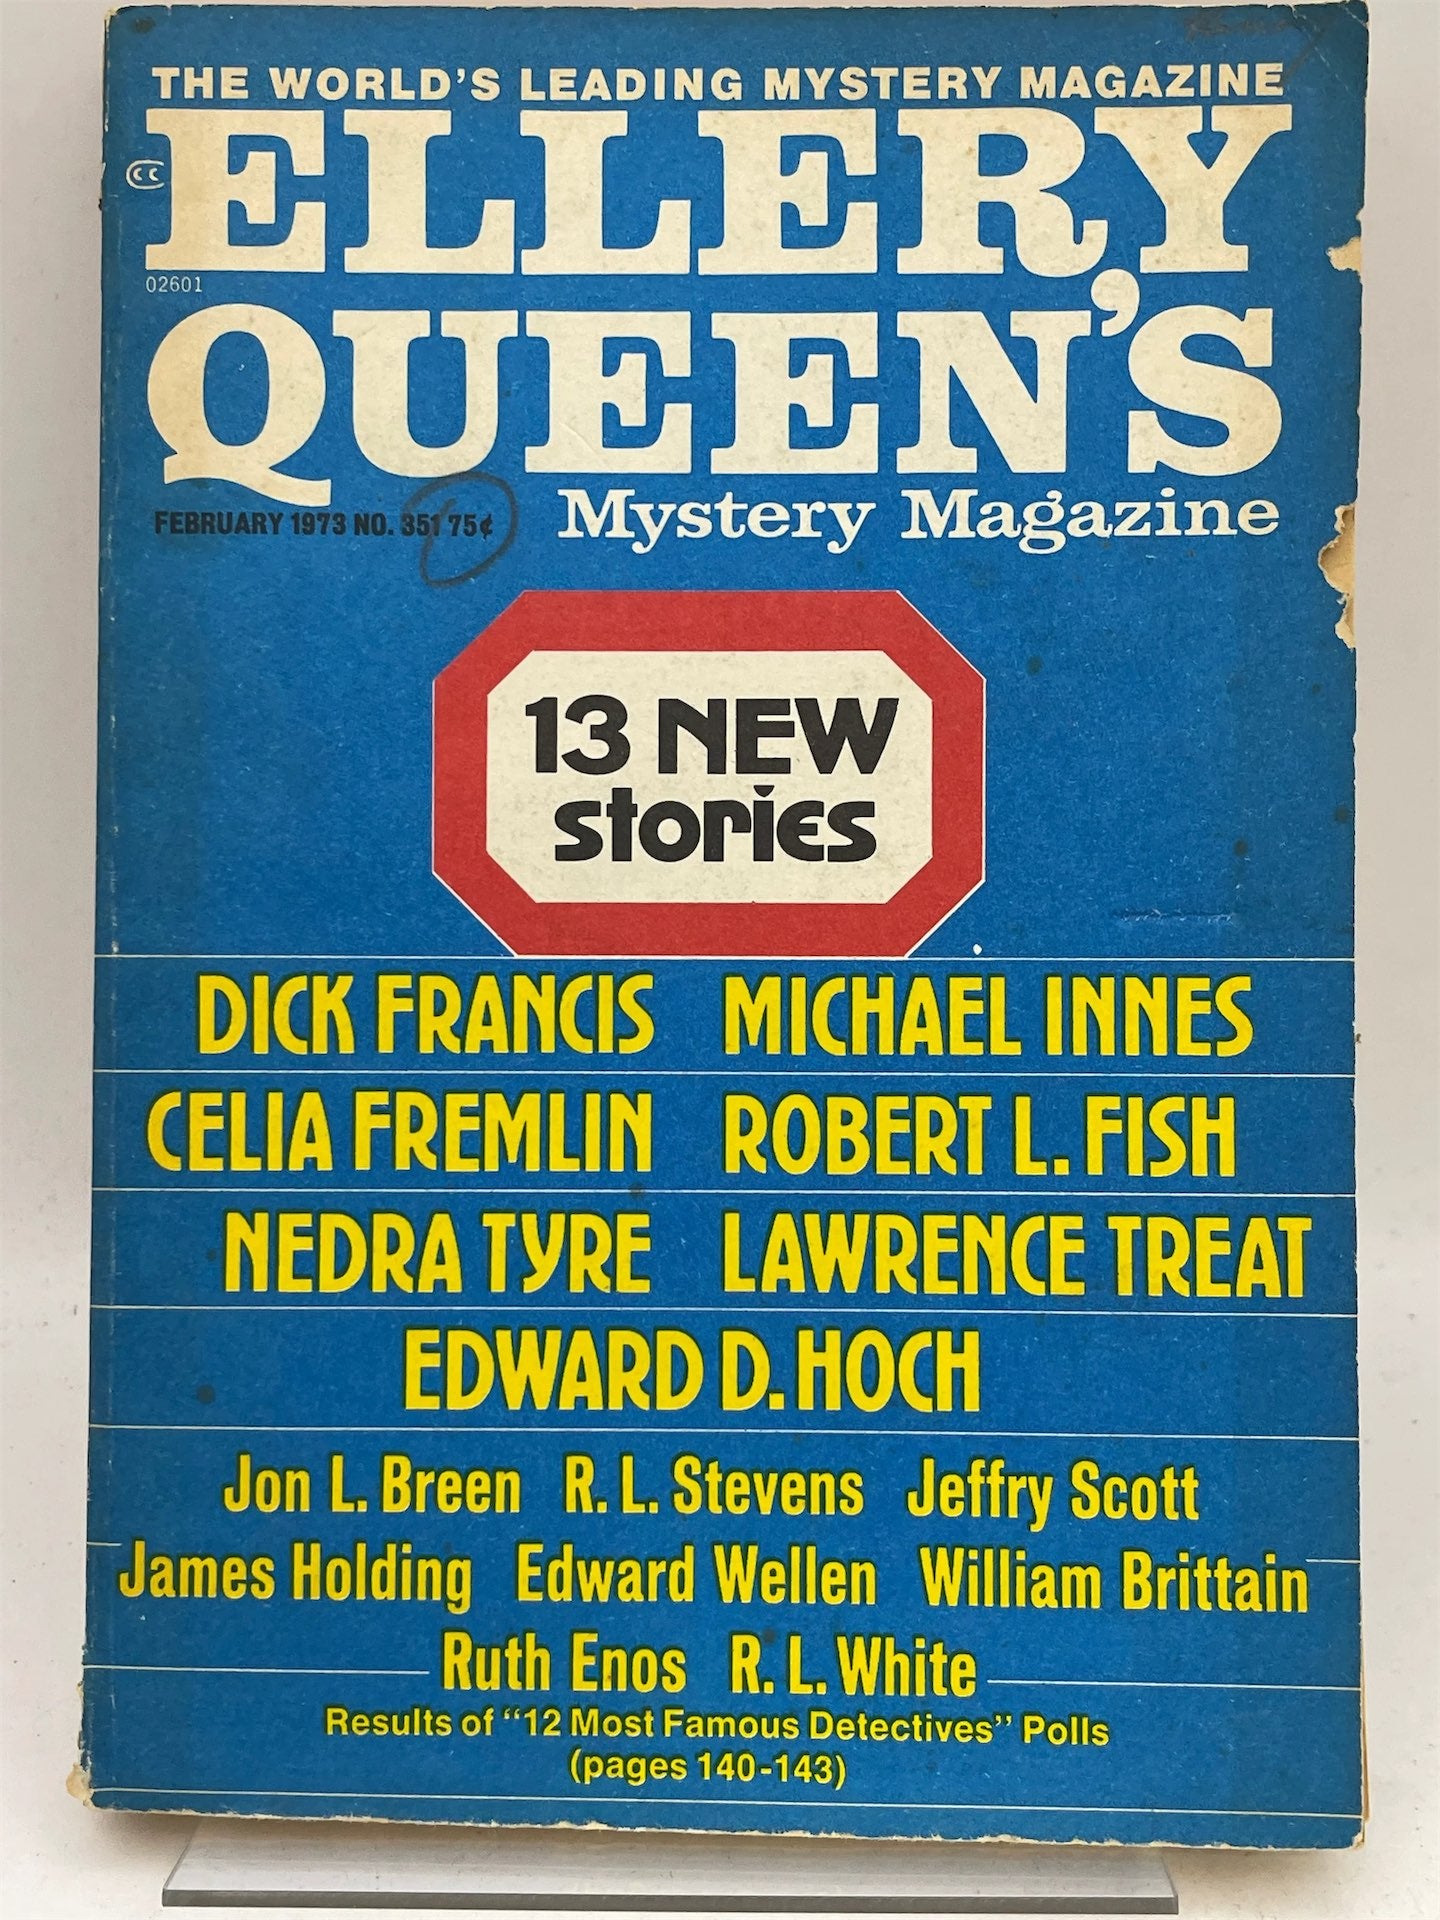 THE WORLD'S LEADING MYSTERY MAGAZINE
ELLERY
CC
02601
QUEEN'S
FEBRUARY 1973 NO. 351 75¢
Mystery Magazine
13 NEW
stories
DICK FRANCIS MICHAEL INNES
CELIA FREMLIN ROBERT L. FISH
NEDRA TYRE LAWRENCE TREAT
EDWARD D. HOCH
Jon L. Breen R. L. Stevens Jeffry Scott
James Holding Edward Wellen William Brittain
Ruth Enos R. L. White
Results of "12 Most Famous Detectives" Polls
(pages 140-143)